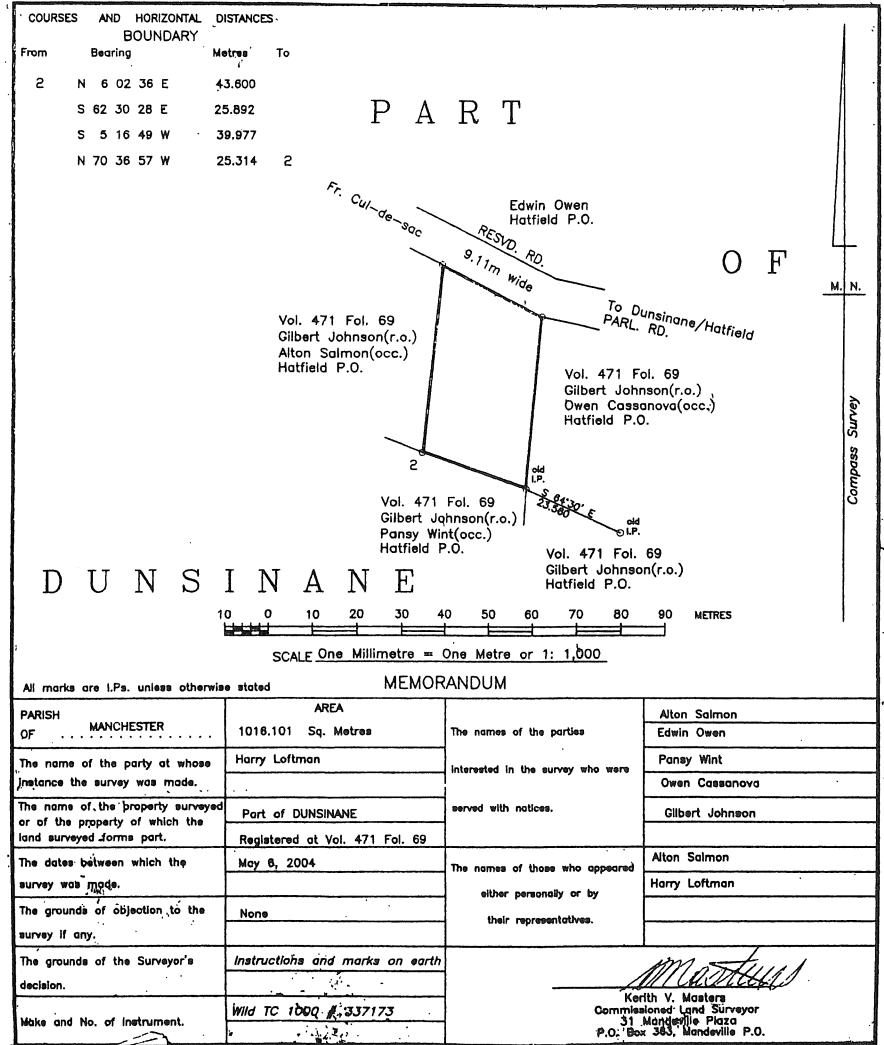 COURSES AND HORIZONTAL DISTANCES
BOUNDARY
From Bearing Metres To
2 N 6 02 36 E 43.600
S 62 30 28 E 25.892
S 5 16 49 W 39.977
N 70 36 57 W 25.314 2
PART
OF
DUNSINANE
Fr. Cul-de-sac
Edwin Owen
Hatfield P.O.
RESVD. RD.
9.11m wide
To Dunsinane/Hatfield
PARL. RD.
M. N.
Compass Survey
Vol. 471 Fol. 69
Gilbert Johnson(r.o.)
Alton Salmon(occ.)
Hatfield P.O.
Vol. 471 Fol. 69
Gilbert Johnson(r.o.)
Owen Cassanova(occ.)
Hatfield P.O.
2
old
I.P.
S 64°30' E
23.560
old
I.P.
Vol. 471 Fol. 69
Gilbert Johnson(r.o.)
Pansy Wint(occ.)
Hatfield P.O.
Vol. 471 Fol. 69
Gilbert Johnson(r.o.)
Hatfield P.O.
10 0 10 20 30 40 50 60 70 80 90 METRES
SCALE One Millimetre = One Metre or 1: 1,000
All marks are I.Ps. unless otherwise stated
MEMORANDUM
PARISH
OF MANCHESTER
AREA
1016.101 Sq. Metres
The name of the party at whose
instance the survey was made.
Harry Loftman
The name of the property surveyed
or of the property of which the
land surveyed forms part.
Part of DUNSINANE
Registered at Vol. 471 Fol. 69
The dates between which the
survey was made.
May 6, 2004
The grounds of objection to the
survey if any.
None
The grounds of the Surveyor's
decision.
Instructions and marks on earth
Make and No. of Instrument.
Wild TC 1000 #. 337173
The names of the parties
interested in the survey who were
served with notices.
Alton Salmon
Edwin Owen
Pansy Wint
Owen Cassanova
Gilbert Johnson
The names of those who appeared
either personally or by
their representatives.
Alton Salmon
Harry Loftman
Kerith V. Masters
Commissioned Land Surveyor
31 Mandeville Plaza
P.O. Box 383, Mandeville P.O.